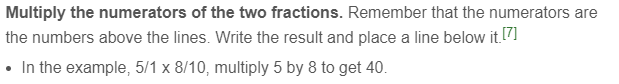 Multiply the numerators of the two fractions. Remember that the numerators are
the numbers above the lines. Write the result and place a line below it.[7]
• In the example, 5/1 x 8/10, multiply 5 by 8 to get 40.